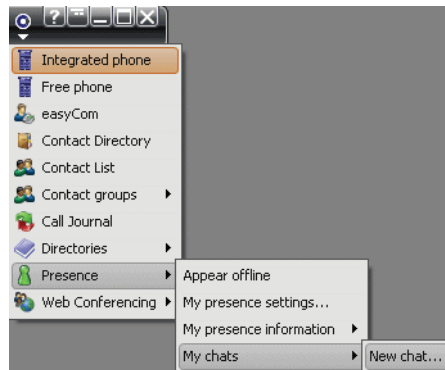 ?
Integrated phone
Free phone
easyCom
Contact Directory
Contact List
Contact groups
Call Journal
Directories
Presence
Web Conferencing
Appear offline
My presence settings...
My presence information
My chats
New chat...